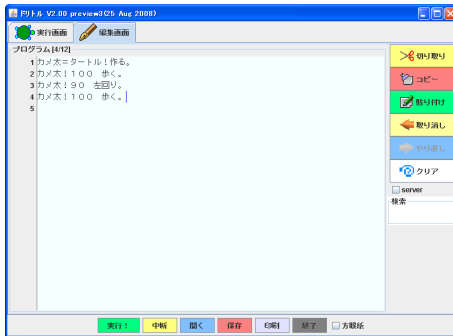 ドリトル V2.00 preview3(25 Aug 2008)
実行画面 編集画面
プログラム[4/12]
1 カメ太=タートル!作る。
2 カメ太!100 歩く。
3 カメ太!90 左回り。
4 カメ太!100 歩く。
5
切り取り
コピー
貼り付け
取り消し
やり直し
クリア
server
検索
実行! 中断 開く 保存 印刷 終了 方眼紙